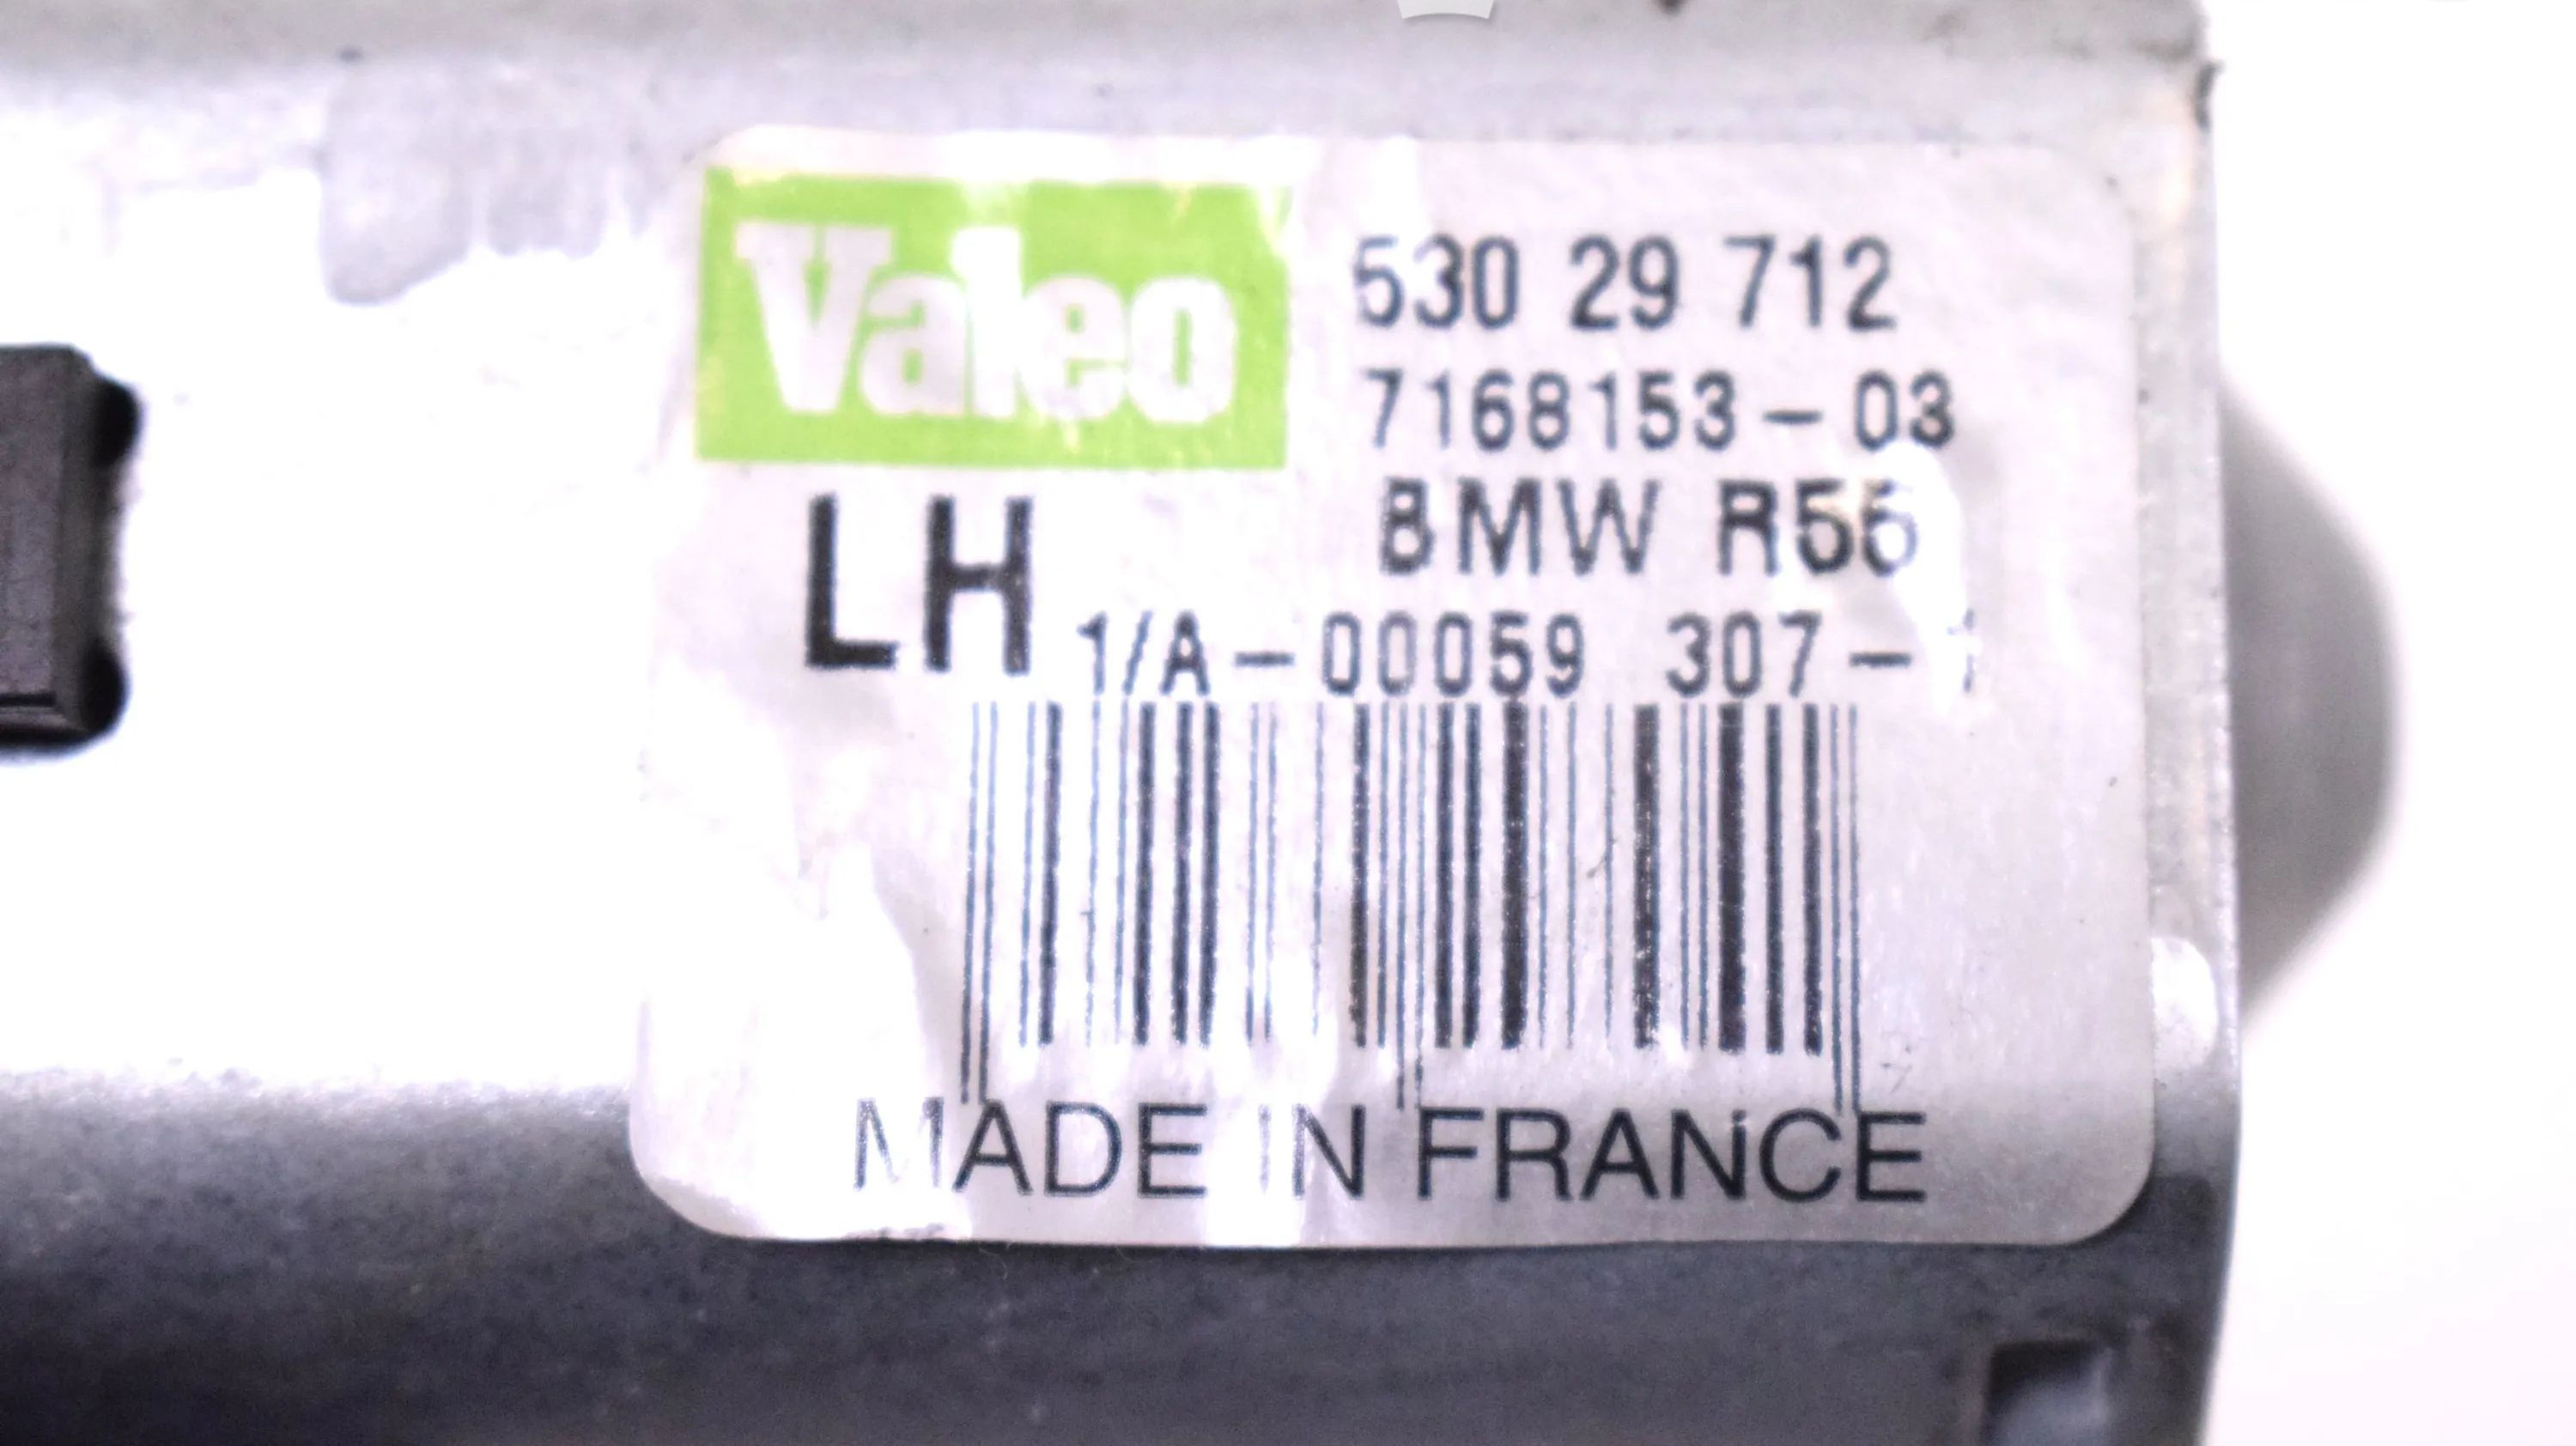 Valeo
530 29 712
7168153-03
BMW R56
LH
1/A-00059 307-
MADE IN FRANCE